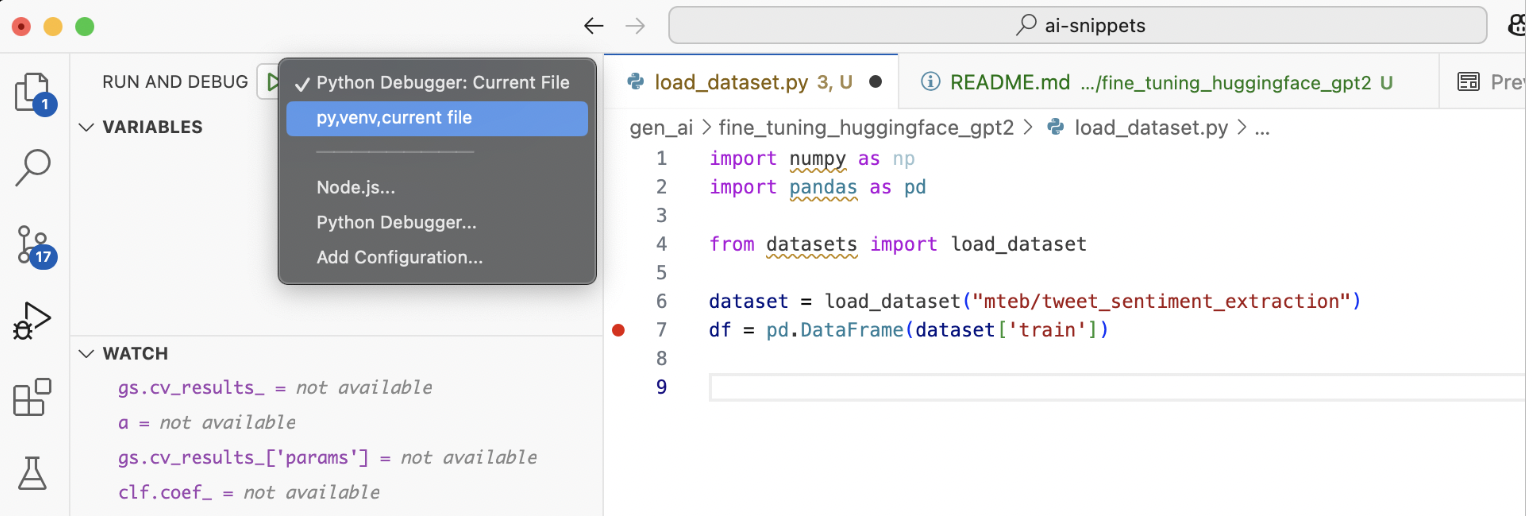 ai-snippets
1
17
RUN AND DEBUG
✓ Python Debugger: Current File
py,venv,current file
Node.js...
Python Debugger...
Add Configuration...
VARIABLES
WATCH
gs.cv_results_ = not available
a = not available
gs.cv_results_['params'] = not available
clf.coef_ = not available
load_dataset.py 3, U
README.md .../fine_tuning_huggingface_gpt2 U
gen_ai > fine_tuning_huggingface_gpt2 > load_dataset.py > ...
1 import numpy as np
2 import pandas as pd
3
4 from datasets import load_dataset
5
6 dataset = load_dataset("mteb/tweet_sentiment_extraction")
7 df = pd.DataFrame(dataset['train'])
8
9